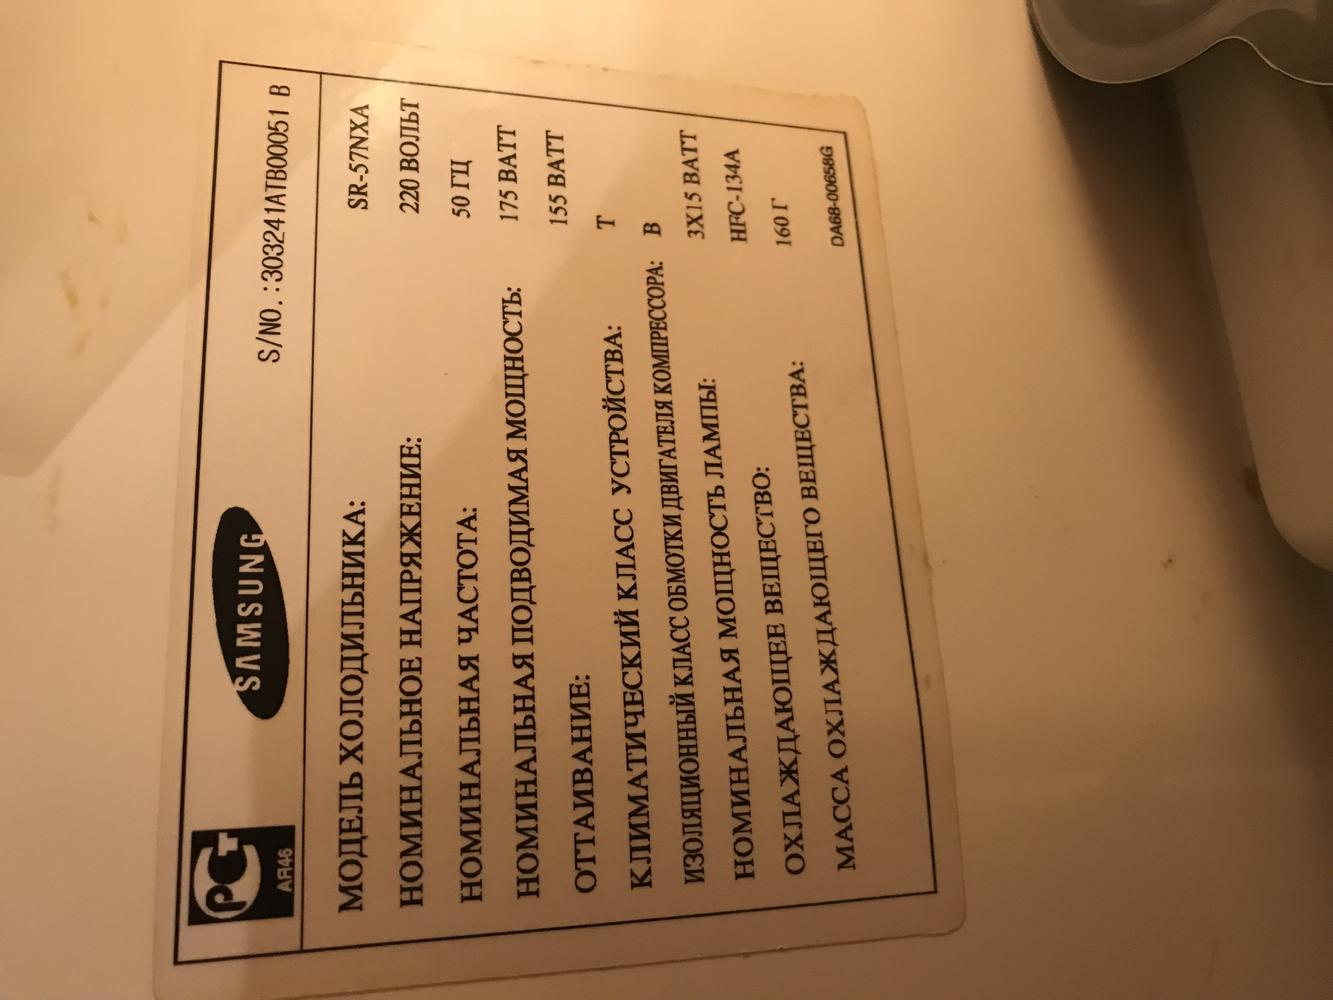 РСТ
АЯ46
SAMSUNG
S/NO.:303241ATB00051 B
МОДЕЛЬ ХОЛОДИЛЬНИКА: SR-57NXA
НОМИНАЛЬНОЕ НАПРЯЖЕНИЕ: 220 ВОЛЬТ
НОМИНАЛЬНАЯ ЧАСТОТА: 50 ГЦ
НОМИНАЛЬНАЯ ПОДВОДИМАЯ МОЩНОСТЬ: 175 ВАТТ
ОТТАИВАНИЕ: 155 ВАТТ
КЛИМАТИЧЕСКИЙ КЛАСС УСТРОЙСТВА: Т
ИЗОЛЯЦИОННЫЙ КЛАСС ОБМОТКИ ДВИГАТЕЛЯ КОМПРЕССОРА: В
НОМИНАЛЬНАЯ МОЩНОСТЬ ЛАМПЫ: 3X15 ВАТТ
ОХЛАЖДАЮЩЕЕ ВЕЩЕСТВО: HFC-134A
МАССА ОХЛАЖДАЮЩЕГО ВЕЩЕСТВА: 160 Г
DA68-00658G